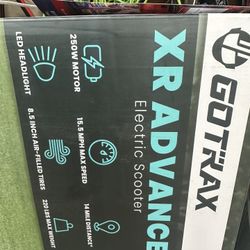 GOTRAX
XR ADVANCE
Electric Scooter
250W MOTOR
15.5 MPH MAX SPEED
14 MILE DISTANCE*
LED HEADLIGHT
8.5 INCH AIR-FILLED TIRES
220 LBS MAX WEIGHT